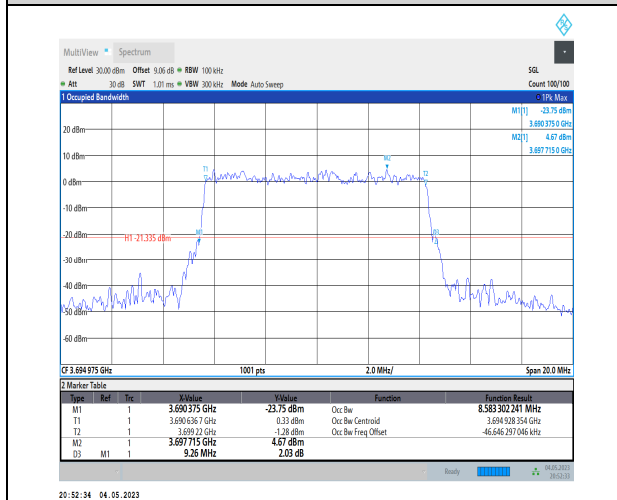 MultiView Spectrum
Ref Level 30.00 dBm Offset 9.06 dB RBW 100 kHz SGL
Att 30 dB SWT 1.01 ms VBW 300 kHz Mode Auto Sweep Count 100/100
1 Occupied Bandwidth 1Pk Max
M1[1] -23.75 dBm
3.690 375 0 GHz
M2[1] 4.67 dBm
3.697 715 0 GHz
20 dBm
10 dBm
M2
T1 T2
0 dBm
-10 dBm
-20 dBm
M1 D3
H1 -21.335 dBm
-30 dBm
-40 dBm
-50 dBm
-60 dBm
CF 3.694 975 GHz 1001 pts 2.0 MHz/ Span 20.0 MHz
2 Marker Table
Type Ref Trc X-Value Y-Value Function Function Result
M1 1 3.690 375 GHz -23.75 dBm Occ Bw 8.583 302 241 MHz
T1 1 3.690 636 7 GHz 0.33 dBm Occ Bw Centroid 3.694 928 354 GHz
T2 1 3.699 22 GHz -1.28 dBm Occ Bw Freq Offset -46.646 297 046 kHz
M2 1 3.697 715 GHz 4.67 dBm
D3 M1 1 9.26 MHz 2.03 dB
Ready 04.05.2023
20:52:33
20:52:34 04.05.2023